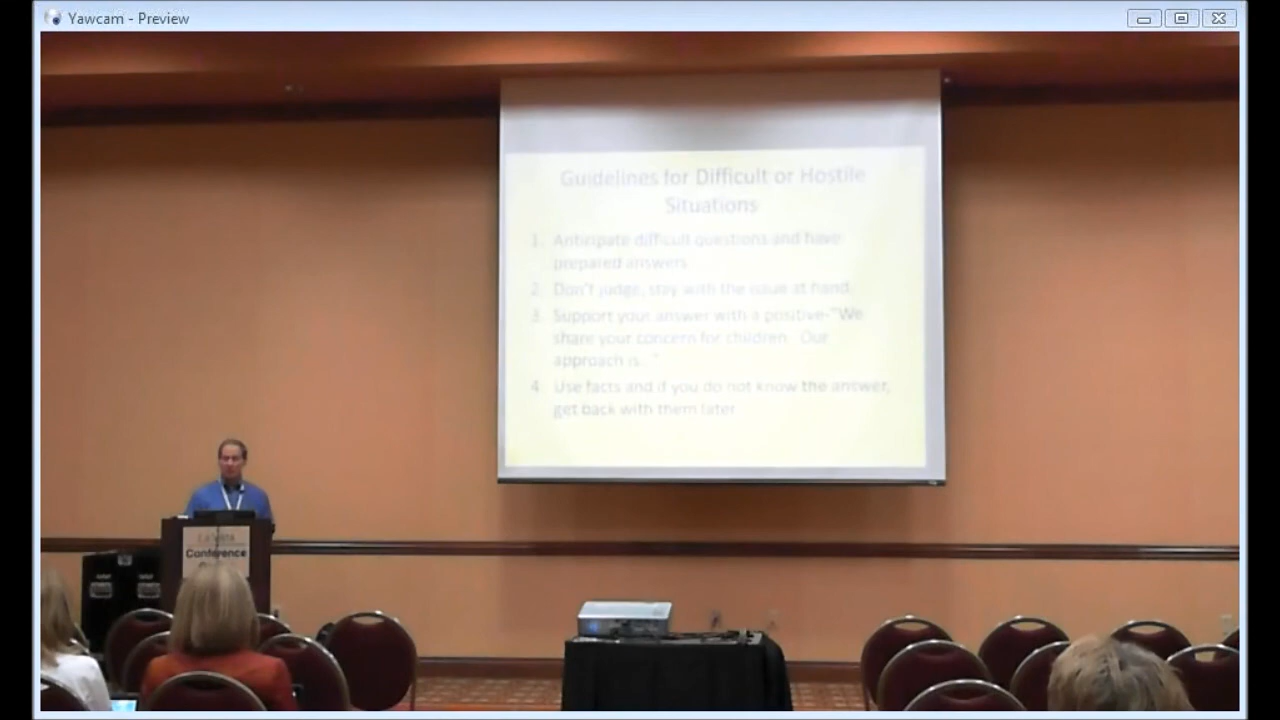 Yawcam - Preview
Guidelines for Difficult or Hostile
Situations
1. Anticipate difficult questions and have
prepared answers
2. Don't judge, stay with the issue at hand
3. Support your answer with a positive-"We
share your concern for children. Our
approach is..."
4. Use facts and if you do not know the answer,
get back with them later
Conference